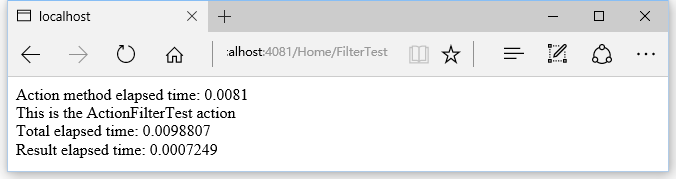 localhost
:alhost:4081/Home/FilterTest
Action method elapsed time: 0.0081
This is the ActionFilterTest action
Total elapsed time: 0.0098807
Result elapsed time: 0.0007249